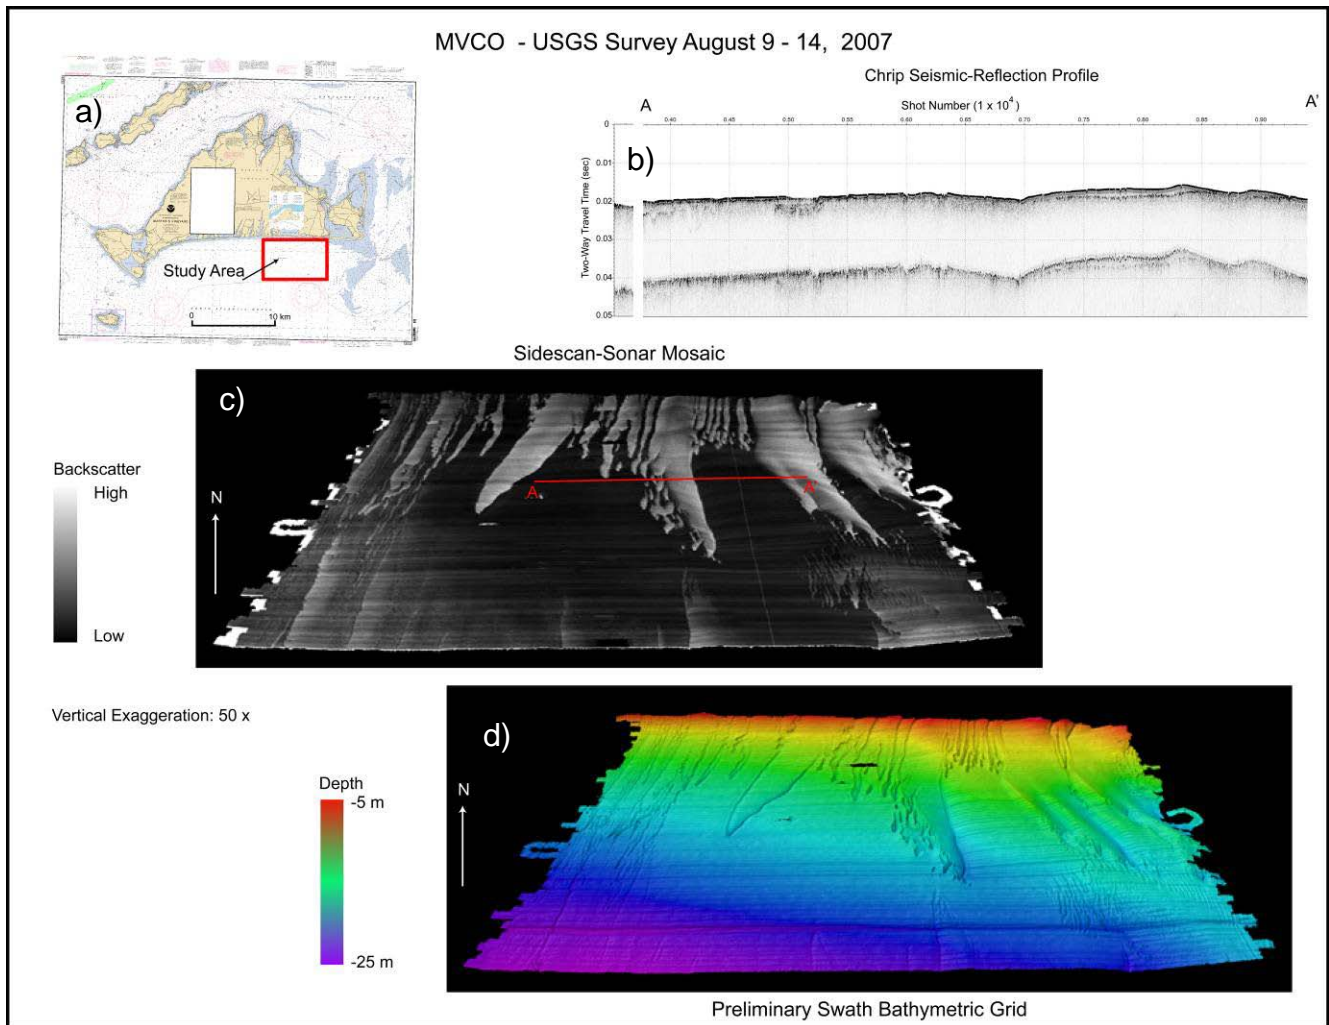 MVCO - USGS Survey August 9 - 14, 2007
a)
Study Area
0 10 km
Chrip Seismic-Reflection Profile
A A'
Shot Number (1 x 10⁴)
0.40 0.45 0.50 0.55 0.60 0.65 0.70 0.75 0.80 0.85 0.90
b)
Two-Way Travel Time (sec)
0
0.01
0.02
0.03
0.04
0.05
Sidescan-Sonar Mosaic
c)
Backscatter
High
Low
N
A A'
Vertical Exaggeration: 50 x
d)
Depth
-5 m
-25 m
N
Preliminary Swath Bathymetric Grid